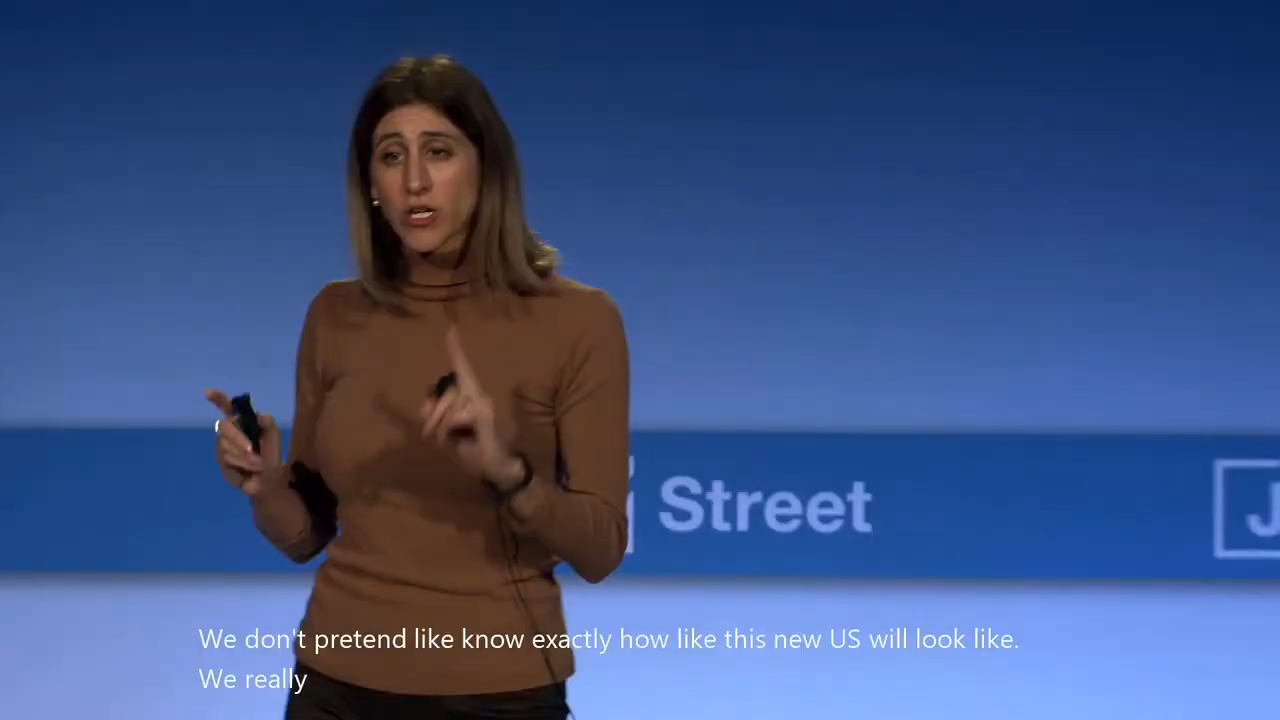 Street
J
We don't pretend like know exactly how like this new US will look like.
We really